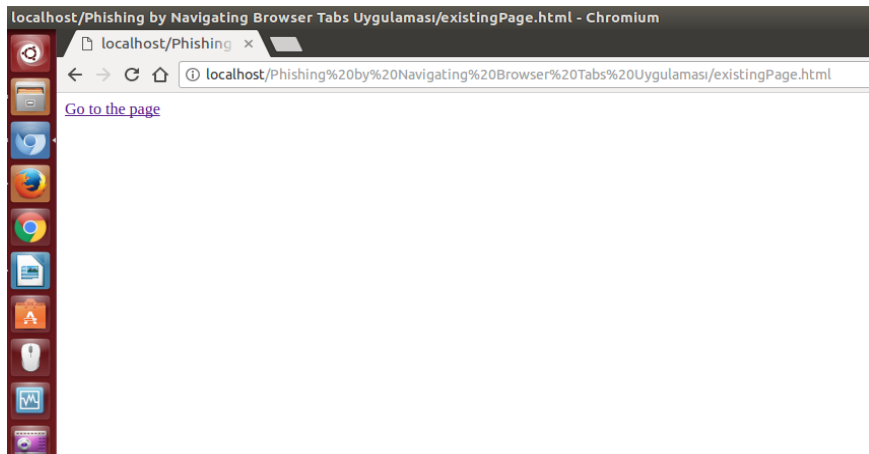 localhost/Phishing by Navigating Browser Tabs Uygulaması/existingPage.html - Chromium
localhost/Phishing
localhost/Phishing%20by%20Navigating%20Browser%20Tabs%20Uygulaması/existingPage.html
Go to the page